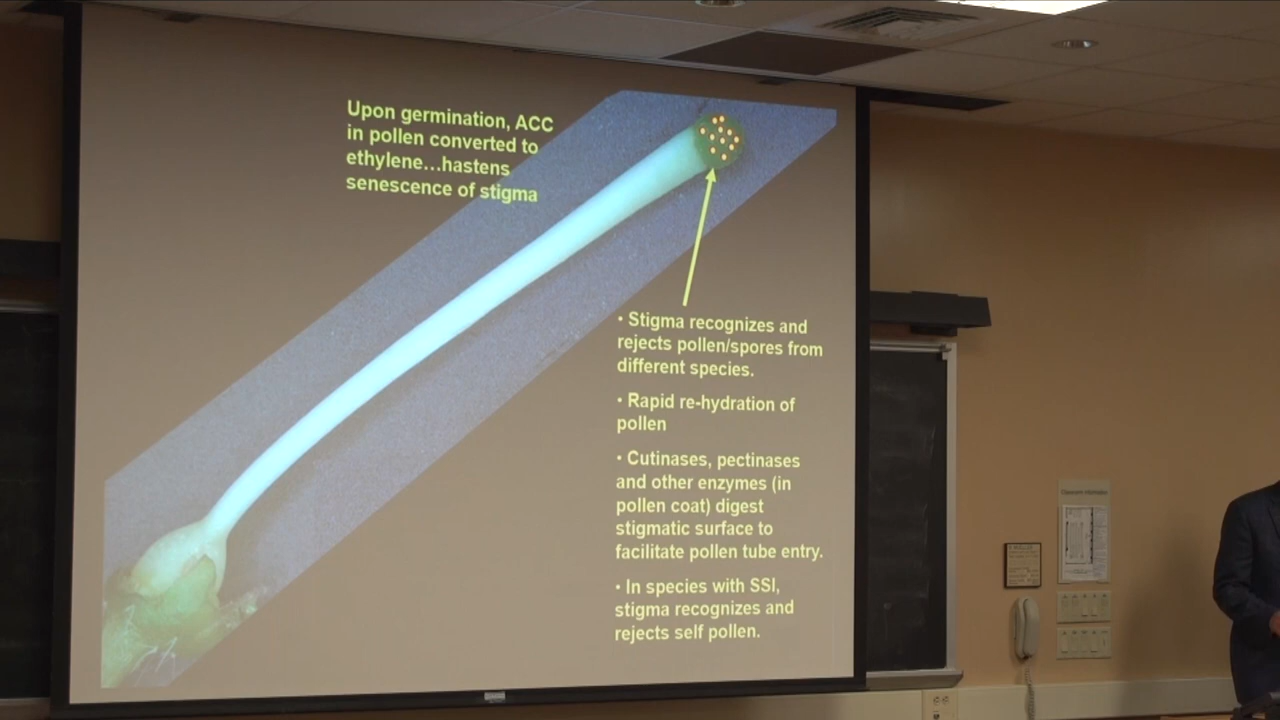 Upon germination, ACC
in pollen converted to
ethylene...hastens
senescence of stigma
• Stigma recognizes and
rejects pollen/spores from
different species.
• Rapid re-hydration of
pollen
• Cutinases, pectinases
and other enzymes (in
pollen coat) digest
stigmatic surface to
facilitate pollen tube entry.
• In species with SSI,
stigma recognizes and
rejects self pollen.
Classroom Information